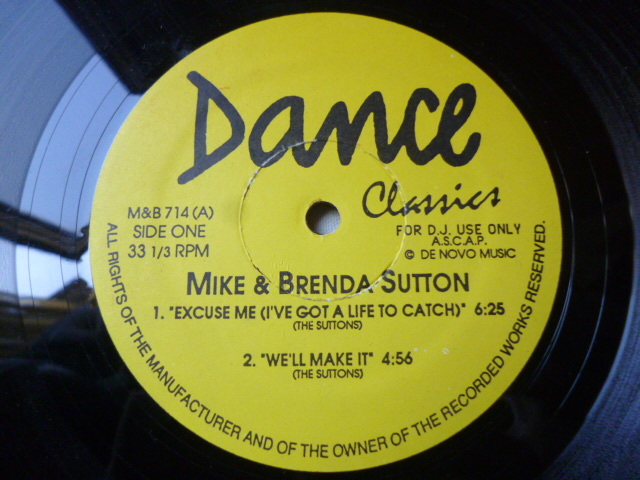 Dance
Classics
M&B 714 (A)
SIDE ONE
33 1/3 RPM
FOR D.J. USE ONLY
A.S.C.A.P.
© DE NOVO MUSIC
MIKE & BRENDA SUTTON
1. "EXCUSE ME (I'VE GOT A LIFE TO CATCH)" 6:25
(THE SUTTONS)
2. "WE'LL MAKE IT" 4:56
(THE SUTTONS)
ALL RIGHTS OF THE MANUFACTURER AND OF THE OWNER OF THE RECORDED WORKS RESERVED.